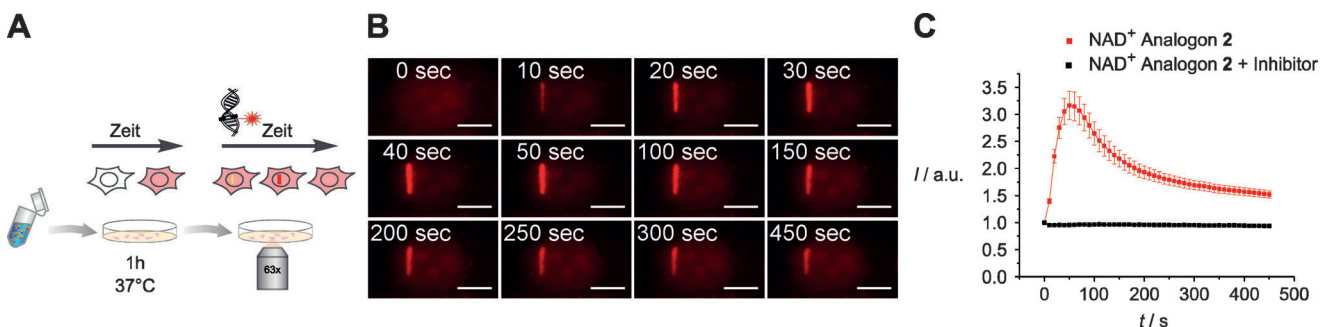 A
Zeit
Zeit
1h
37°C
63x
B
0 sec
10 sec
20 sec
30 sec
40 sec
50 sec
100 sec
150 sec
200 sec
250 sec
300 sec
450 sec
C
NAD+ Analogon 2
NAD+ Analogon 2 + Inhibitor
I / a.u.
3.5
3.0
2.5
2.0
1.5
1.0
0.5
0.0
0 100 200 300 400 500
t / s